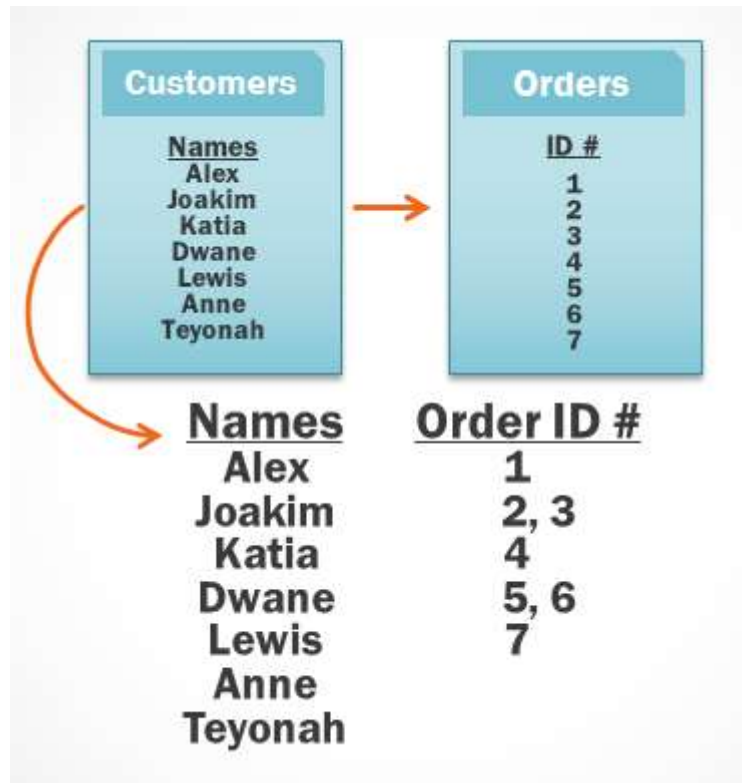 Customers
Names
Alex
Joakim
Katia
Dwane
Lewis
Anne
Teyonah
Orders
ID #
1
2
3
4
5
6
7
Names Order ID #
Alex 1
Joakim 2, 3
Katia 4
Dwane 5, 6
Lewis 7
Anne
Teyonah